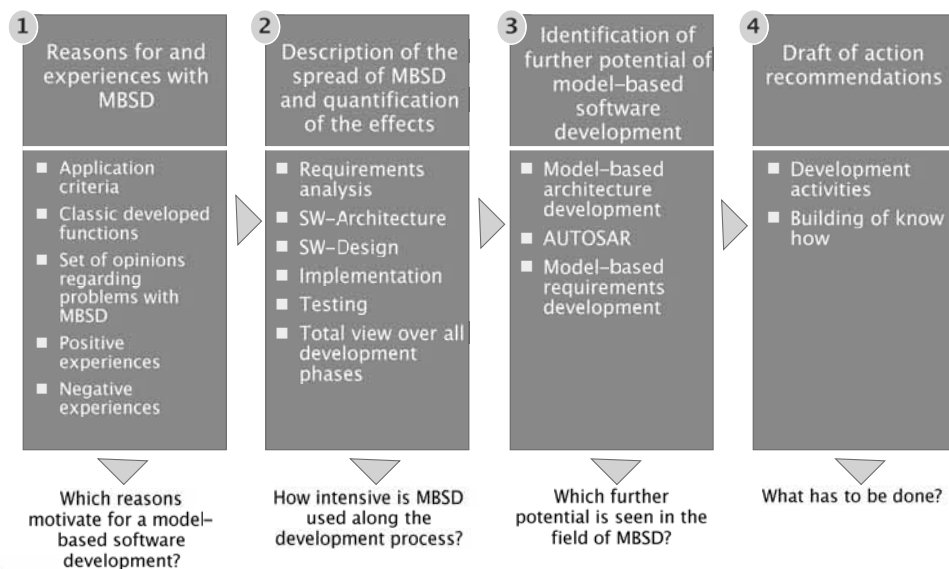 1
Reasons for and
experiences with
MBSD
Application
criteria
Classic developed
functions
Set of opinions
regarding
problems with
MBSD
Positive
experiences
Negative
experiences
Which reasons
motivate for a model–
based software
development?
2
Description of the
spread of MBSD
and quantification
of the effects
Requirements
analysis
SW–Architecture
SW–Design
Implementation
Testing
Total view over all
development
phases
How intensive is MBSD
used along the
development process?
3
Identification of
further potential of
model–based
software
development
Model–based
architecture
development
AUTOSAR
Model–based
requirements
development
Which further
potential is seen in the
field of MBSD?
4
Draft of action
recommendations
Development
activities
Building of know
how
What has to be done?